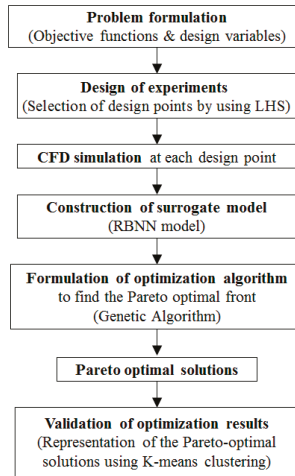 Problem formulation
(Objective functions & design variables)
Design of experiments
(Selection of design points by using LHS)
CFD simulation at each design point
Construction of surrogate model
(RBNN model)
Formulation of optimization algorithm
to find the Pareto optimal front
(Genetic Algorithm)
Pareto optimal solutions
Validation of optimization results
(Representation of the Pareto-optimal
solutions using K-means clustering)